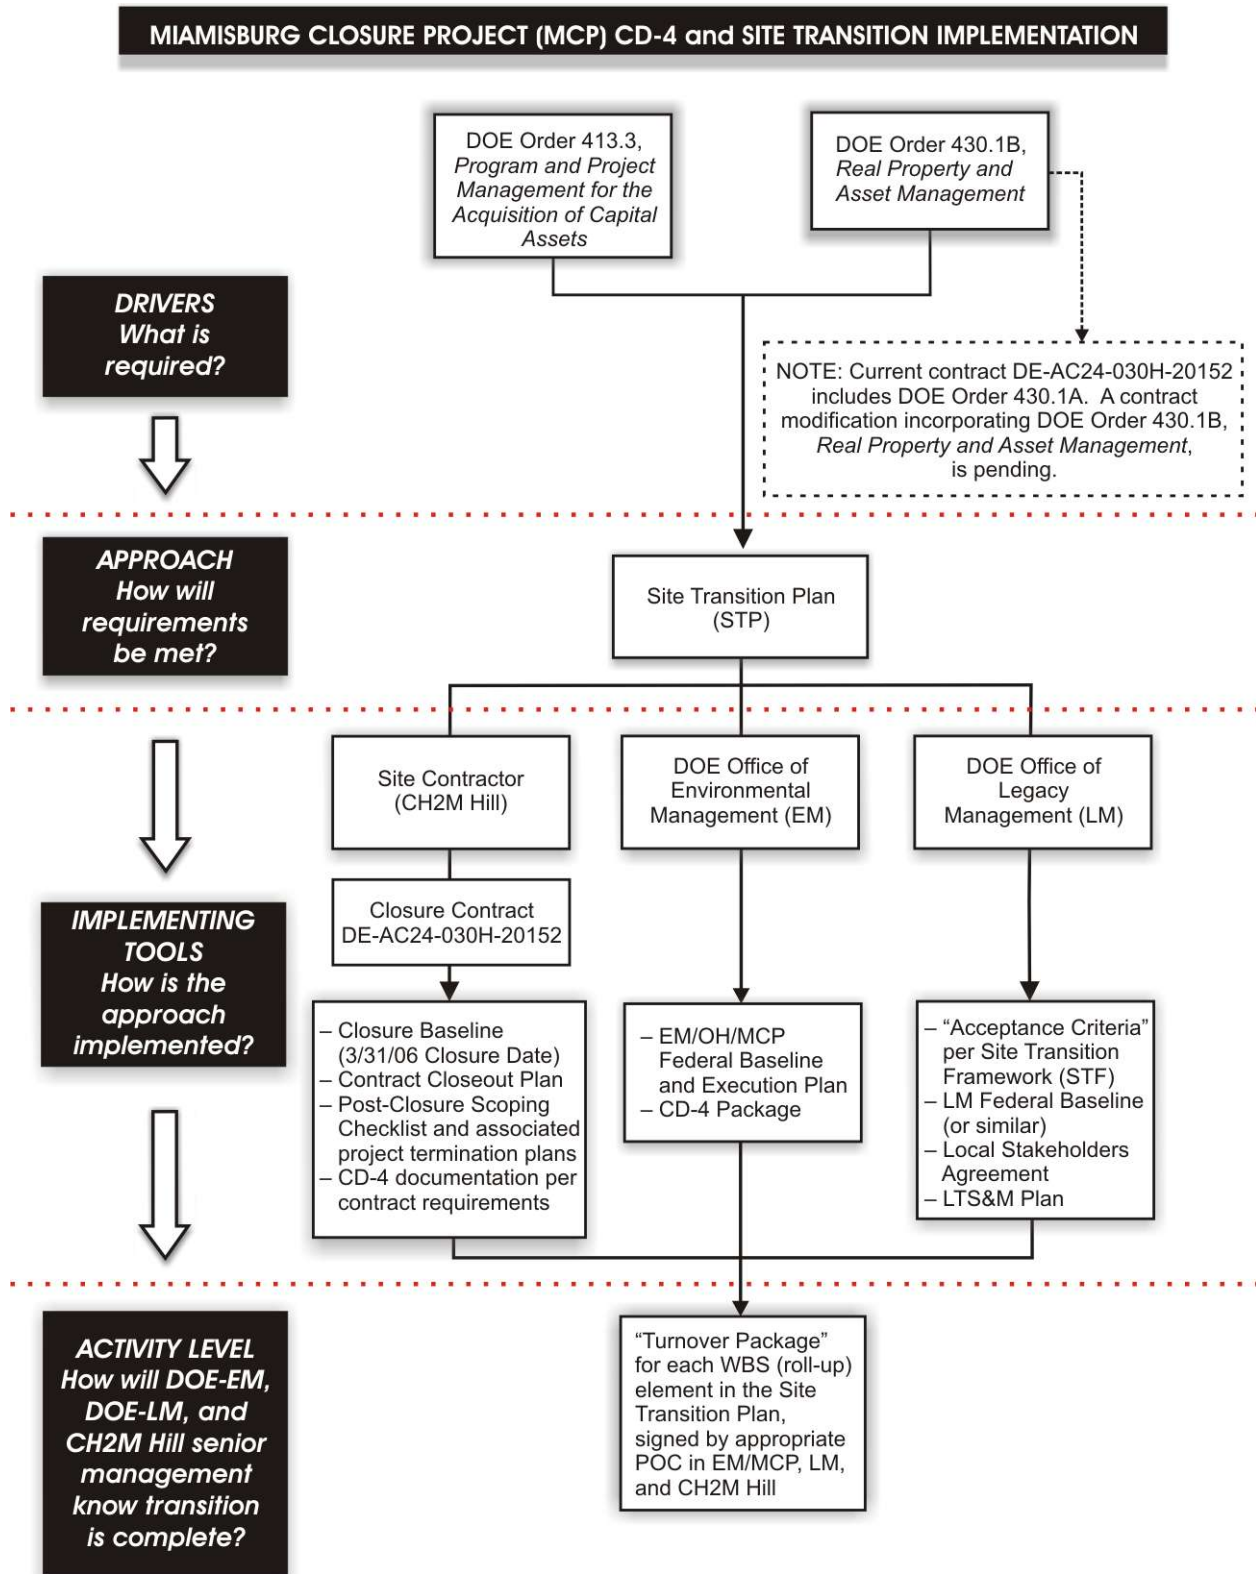 MIAMISBURG CLOSURE PROJECT (MCP) CD-4 and SITE TRANSITION IMPLEMENTATION
DOE Order 413.3,
Program and Project
Management for the
Acquisition of Capital
Assets
DOE Order 430.1B,
Real Property and
Asset Management
DRIVERS
What is
required?
NOTE: Current contract DE-AC24-030H-20152
includes DOE Order 430.1A. A contract
modification incorporating DOE Order 430.1B,
Real Property and Asset Management,
is pending.
APPROACH
How will
requirements
be met?
Site Transition Plan
(STP)
Site Contractor
(CH2M Hill)
DOE Office of
Environmental
Management (EM)
DOE Office of
Legacy
Management (LM)
IMPLEMENTING
TOOLS
How is the
approach
implemented?
Closure Contract
DE-AC24-030H-20152
– Closure Baseline
(3/31/06 Closure Date)
– Contract Closeout Plan
– Post-Closure Scoping
Checklist and associated
project termination plans
– CD-4 documentation per
contract requirements
– EM/OH/MCP
Federal Baseline
and Execution Plan
– CD-4 Package
– “Acceptance Criteria”
per Site Transition
Framework (STF)
– LM Federal Baseline
(or similar)
– Local Stakeholders
Agreement
– LTS&M Plan
ACTIVITY LEVEL
How will DOE-EM,
DOE-LM, and
CH2M Hill senior
management
know transition
is complete?
“Turnover Package”
for each WBS (roll-up)
element in the Site
Transition Plan,
signed by appropriate
POC in EM/MCP, LM,
and CH2M Hill